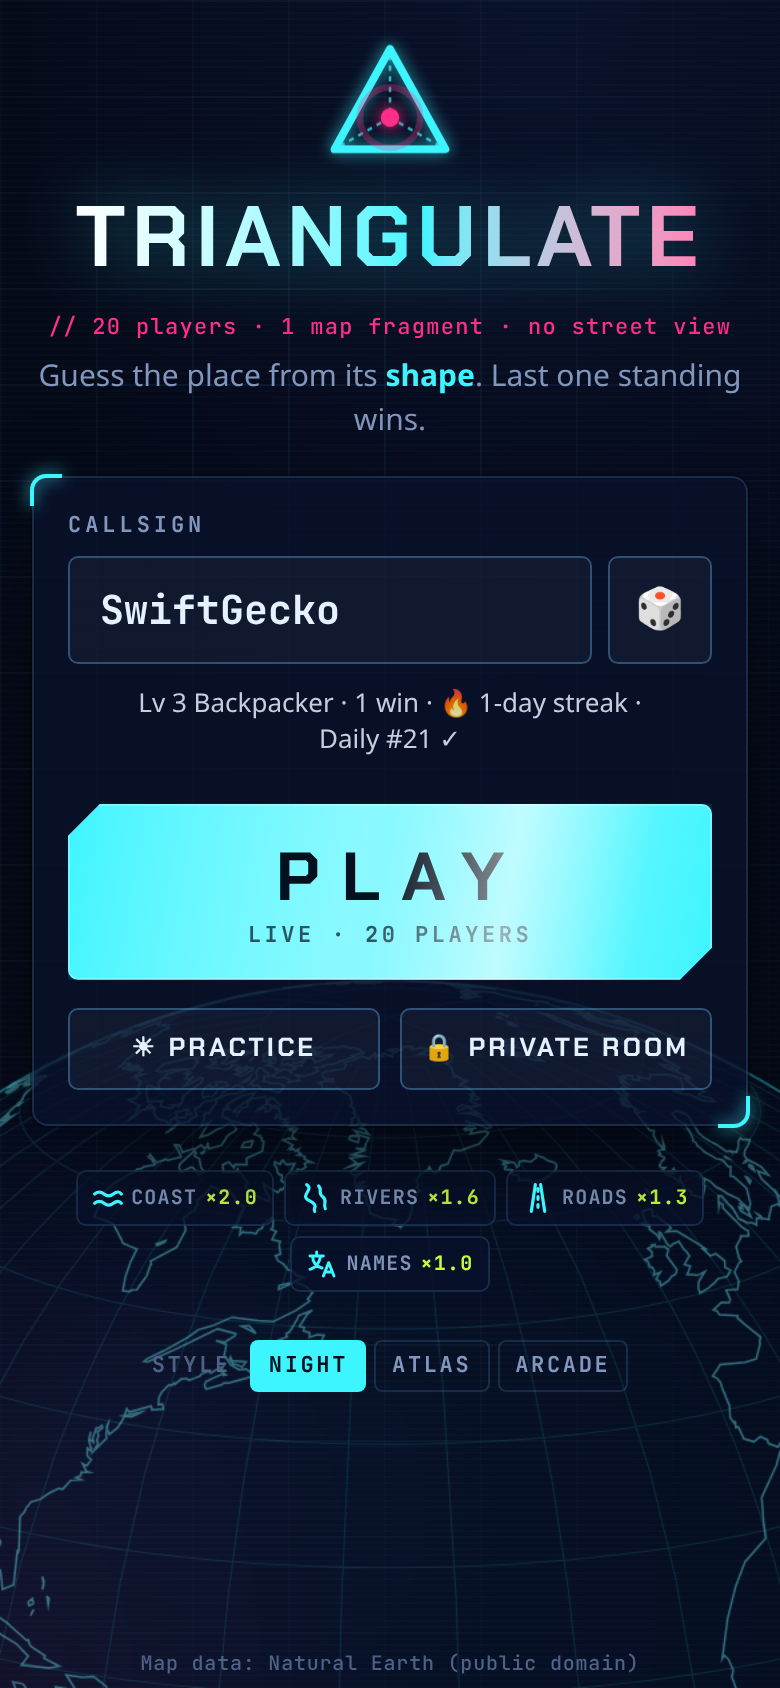 TRIANGULATE
// 20 players · 1 map fragment · no street view
Guess the place from its shape. Last one standing
wins.
CALLSIGN
SwiftGecko
Lv 3 Backpacker · 1 win · 🔥 1-day streak ·
Daily #21 ✓
PLAY
LIVE · 20 PLAYERS
☀ PRACTICE
🔒 PRIVATE ROOM
COAST ×2.0
RIVERS ×1.6
ROADS ×1.3
NAMES ×1.0
STYLE NIGHT ATLAS ARCADE
Map data: Natural Earth (public domain)